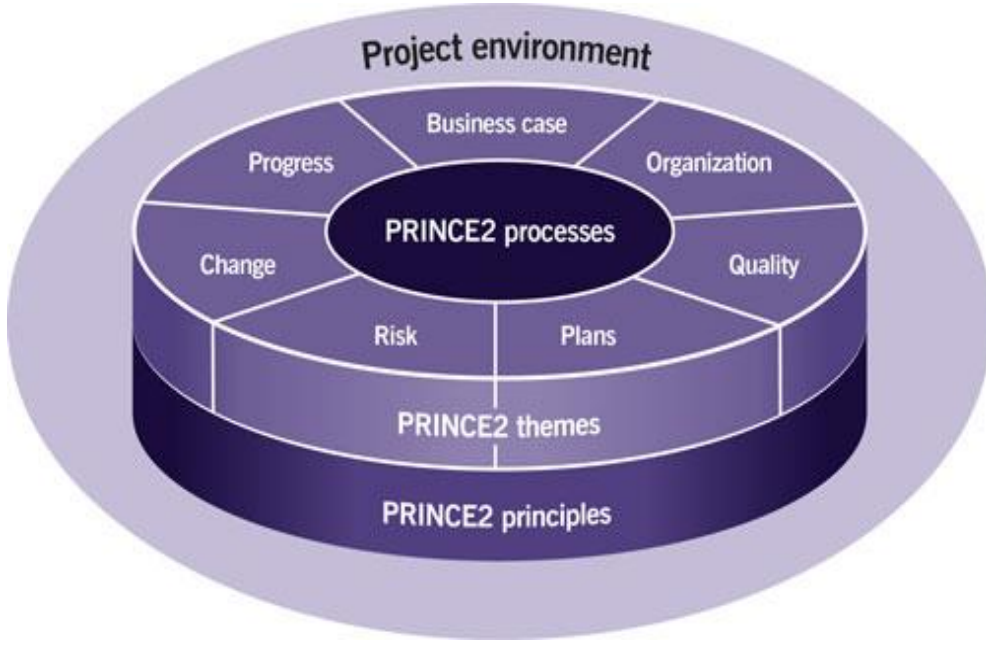 Project environment
Business case
Progress
Organization
PRINCE2 processes
Change
Quality
Risk
Plans
PRINCE2 themes
PRINCE2 principles